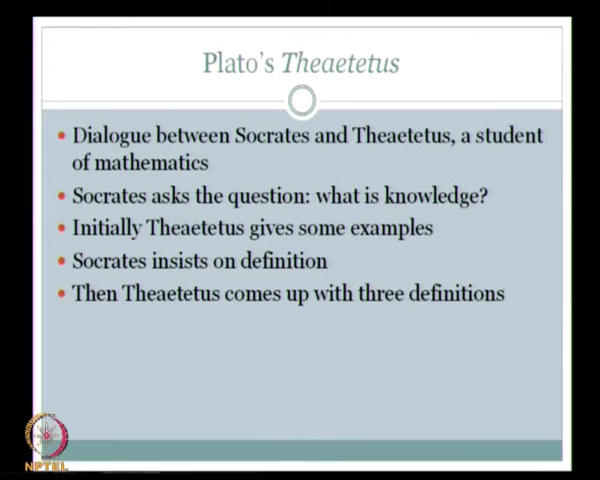 Plato's Theaetetus
• Dialogue between Socrates and Theaetetus, a student
of mathematics
• Socrates asks the question: what is knowledge?
• Initially Theaetetus gives some examples
• Socrates insists on definition
• Then Theaetetus comes up with three definitions
NPTEL